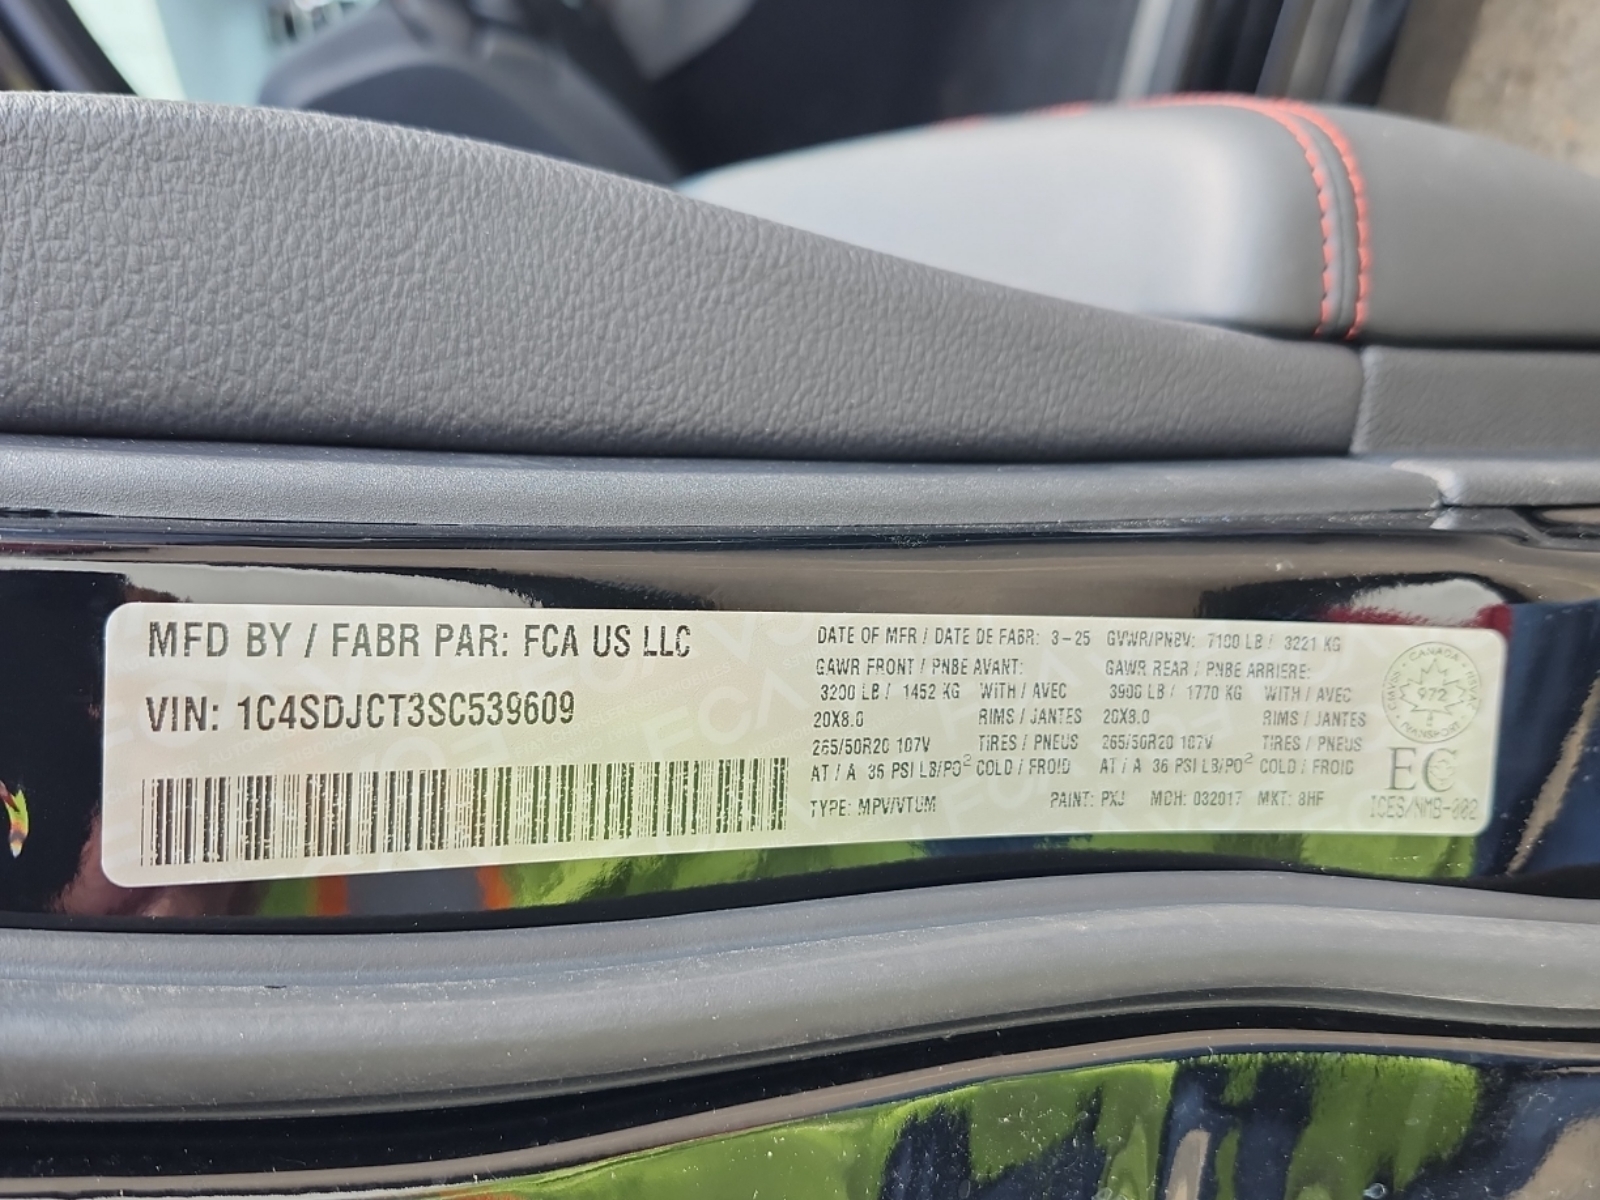 MFD BY / FABR PAR: FCA US LLC
VIN: 1C4SDJCT3SC539609
DATE OF MFR / DATE DE FABR: 3-25 GVWR/PNBV: 7100 LB / 3221 KG
GAWR FRONT / PNBE AVANT: GAWR REAR / PNBE ARRIERE:
3200 LB / 1452 KG WITH / AVEC 3900 LB / 1770 KG WITH / AVEC
20X8.0 RIMS / JANTES 20X8.0 RIMS / JANTES
265/50R20 107V TIRES / PNEUS 265/50R20 107V TIRES / PNEUS
AT / A 36 PSI LB/PO² COLD / FROID AT / A 36 PSI LB/PO² COLD / FROID
TYPE: MPV/VTUM PAINT: PXJ MDH: 032017 MKT: 8HF
CANADA
972
TRANSPORT
EC
ICES/NMB-002